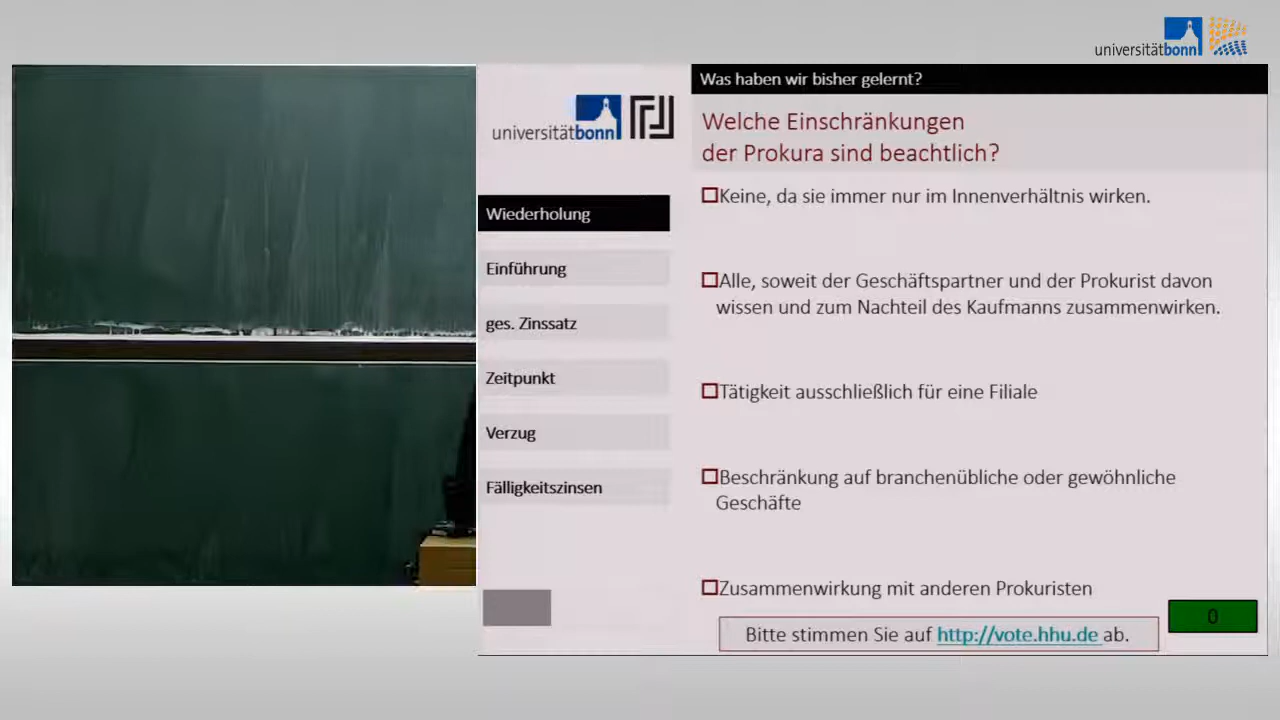 universitätbonn
Was haben wir bisher gelernt?
universitätbonn
Welche Einschränkungen
der Prokura sind beachtlich?
Wiederholung
Einführung
ges. Zinssatz
Zeitpunkt
Verzug
Fälligkeitszinsen
Keine, da sie immer nur im Innenverhältnis wirken.
Alle, soweit der Geschäftspartner und der Prokurist davon
wissen und zum Nachteil des Kaufmanns zusammenwirken.
Tätigkeit ausschließlich für eine Filiale
Beschränkung auf branchenübliche oder gewöhnliche
Geschäfte
Zusammenwirkung mit anderen Prokuristen
Bitte stimmen Sie auf http://vote.hhu.de ab.
0